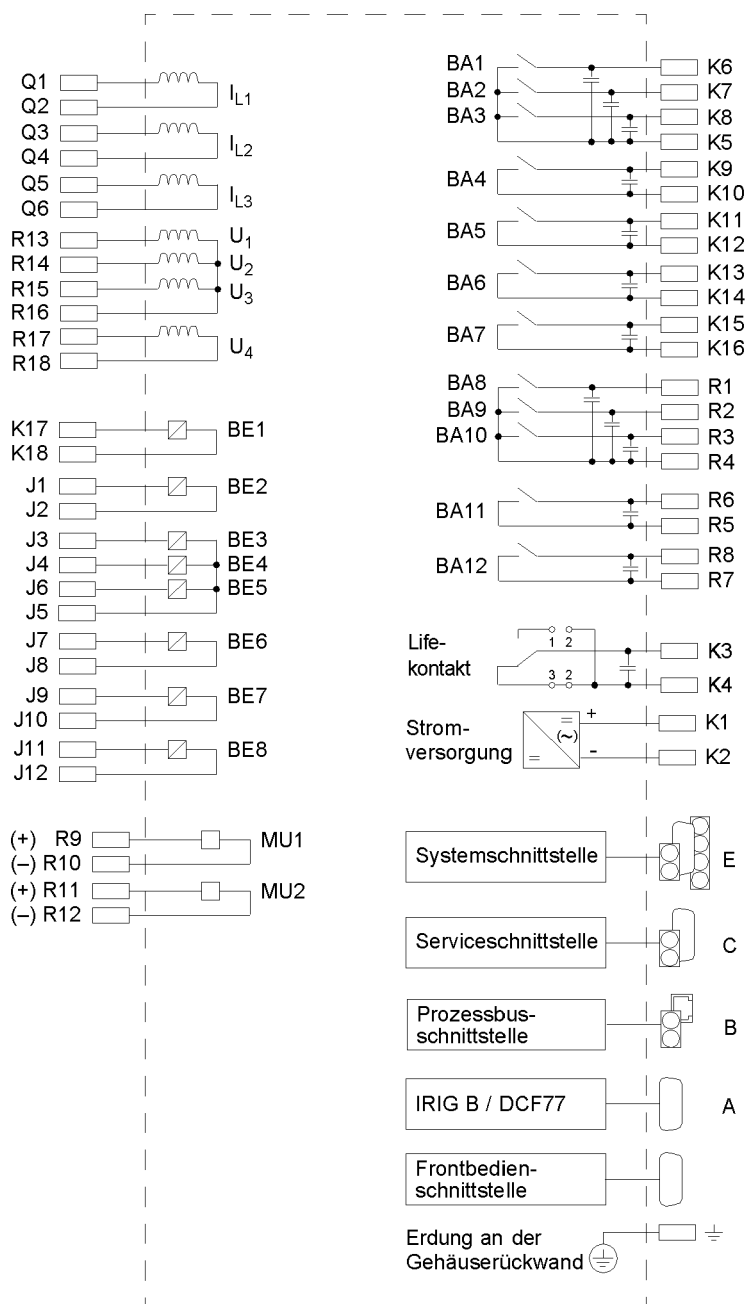 Q1
Q2 I_L1
Q3
Q4 I_L2
Q5
Q6 I_L3
R13 U_1
R14 U_2
R15 U_3
R16
R17
R18 U_4
K17 BE1
K18
J1 BE2
J2
J3 BE3
J4 BE4
J6 BE5
J5
J7 BE6
J8
J9 BE7
J10
J11 BE8
J12
(+) R9 MU1
(–) R10
(+) R11 MU2
(–) R12
BA1 K6
BA2 K7
BA3 K8
K5
BA4 K9
K10
BA5 K11
K12
BA6 K13
K14
BA7 K15
K16
BA8 R1
BA9 R2
BA10 R3
R4
BA11 R6
R5
BA12 R8
R7
Life-
kontakt
1 2
3 2
K3
K4
Strom-
versorgung
= (~) =
+ K1
- K2
Systemschnittstelle E
Serviceschnittstelle C
Prozessbus-
schnittstelle B
IRIG B / DCF77 A
Frontbedien-
schnittstelle
Erdung an der
Gehäuserückwand